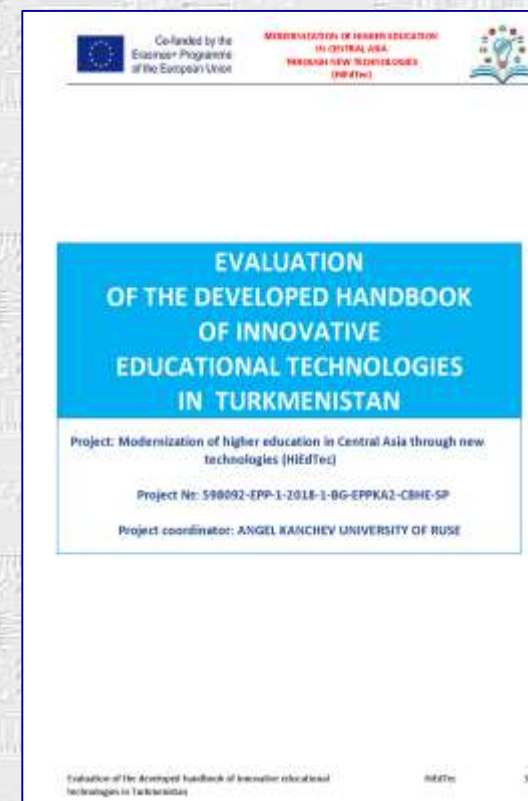 Co-funded by the
Erasmus+ Programme
of the European Union
MODERNIZATION OF HIGHER EDUCATION
IN CENTRAL ASIA
THROUGH NEW TECHNOLOGIES
(HiEdTec)
EVALUATION
OF THE DEVELOPED HANDBOOK
OF INNOVATIVE
EDUCATIONAL TECHNOLOGIES
IN TURKMENISTAN
Project: Modernization of higher education in Central Asia through new
technologies (HiEdTec)
Project Nr: 598092-EPP-1-2018-1-BG-EPPKA2-CBHE-SP
Project coordinator: ANGEL KANCHEV UNIVERSITY OF RUSE
Evaluation of the developed handbook of innovative educational
technologies in Turkmenistan
HiEdTec